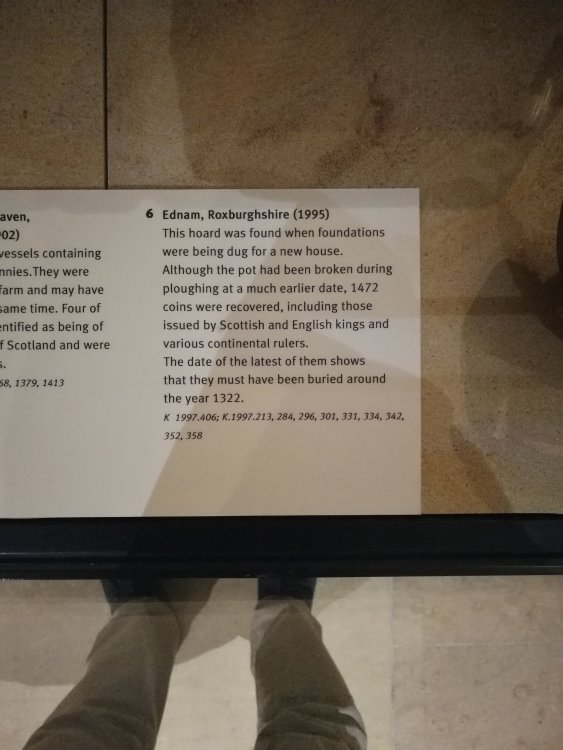 aven,
02)
vessels containing
nnies.They were
farm and may have
same time. Four of
entified as being of
f Scotland and were
s.
68, 1379, 1413
6 Ednam, Roxburghshire (1995)
This hoard was found when foundations
were being dug for a new house.
Although the pot had been broken during
ploughing at a much earlier date, 1472
coins were recovered, including those
issued by Scottish and English kings and
various continental rulers.
The date of the latest of them shows
that they must have been buried around
the year 1322.
K 1997.406; K.1997.213, 284, 296, 301, 331, 334, 342,
352, 358